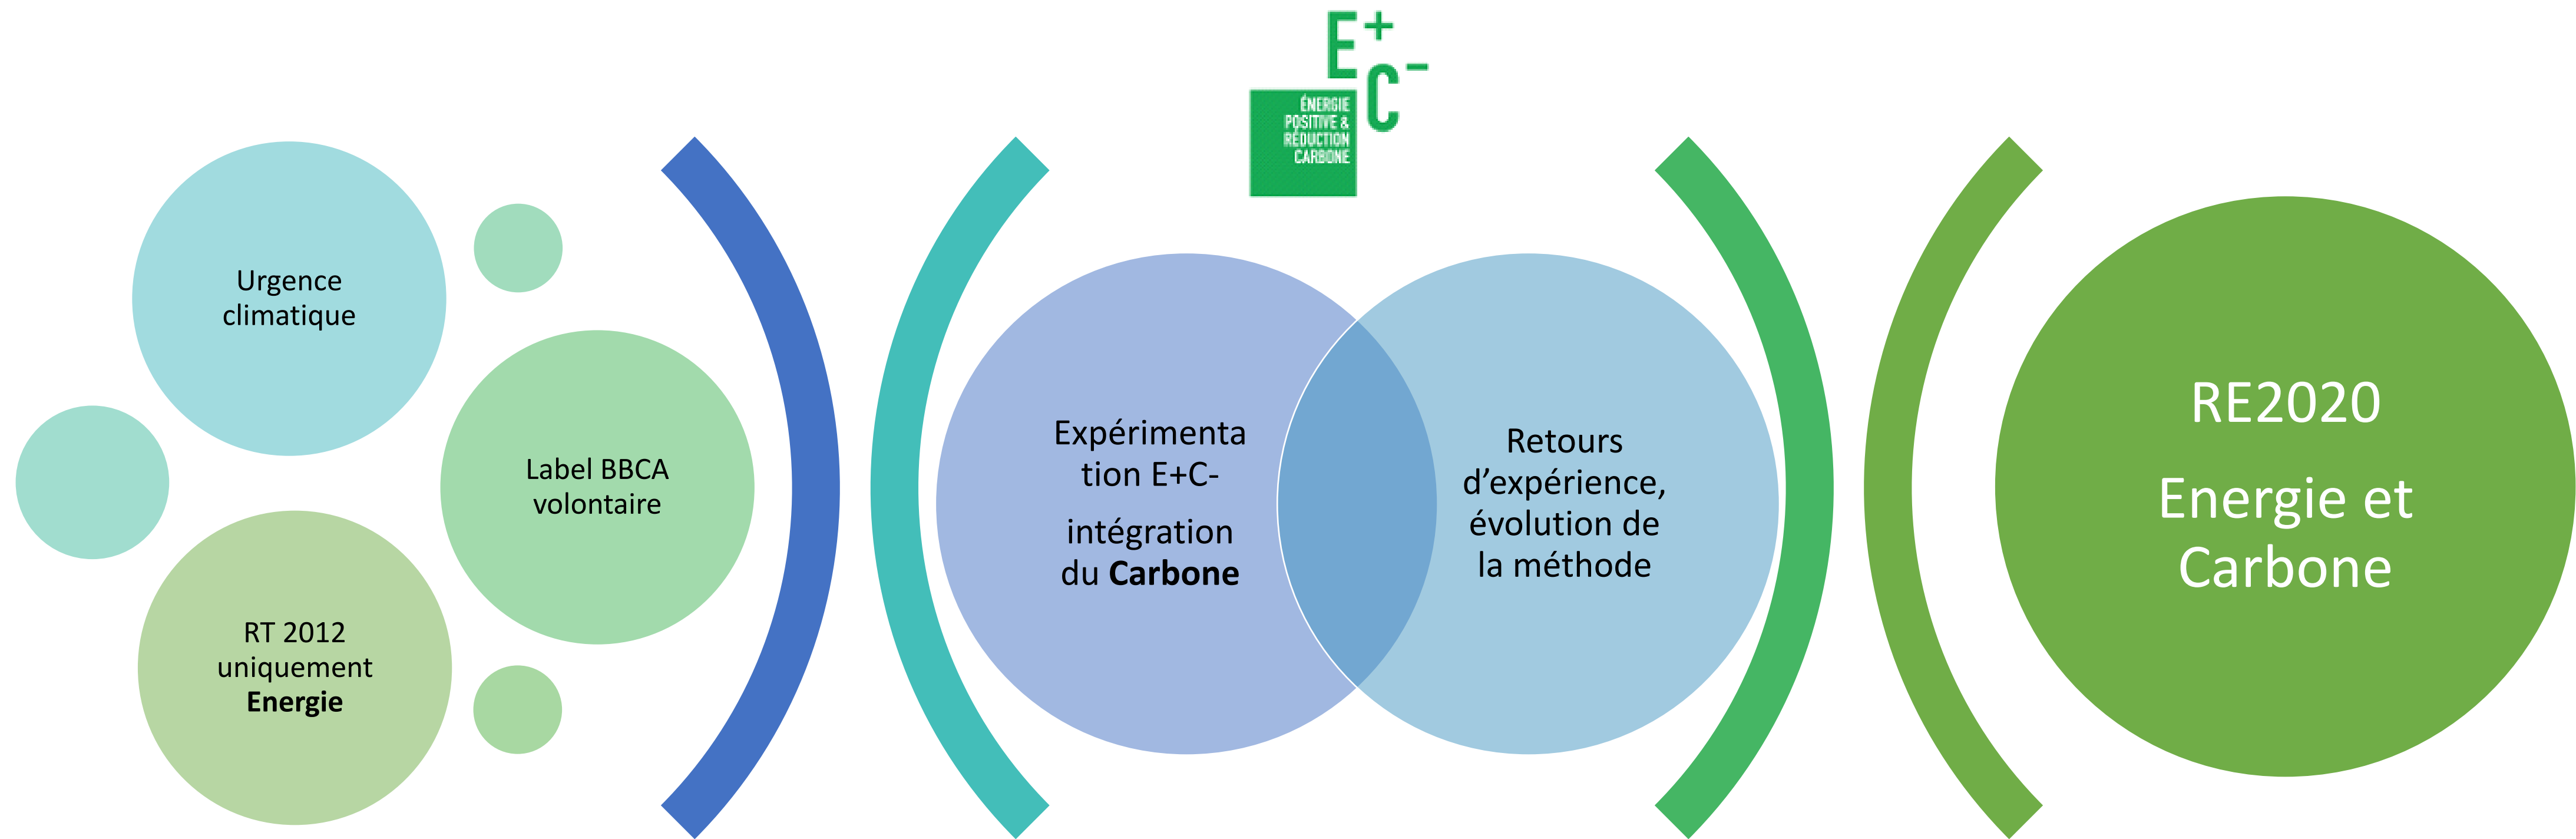 E+
C-
ÉNERGIE
POSITIVE &
RÉDUCTION
CARBONE
Urgence
climatique
Label BBCA
volontaire
RT 2012
uniquement
Energie
Expérimenta
tion E+C-
intégration
du Carbone
Retours
d’expérience,
évolution de
la méthode
RE2020
Energie et
Carbone